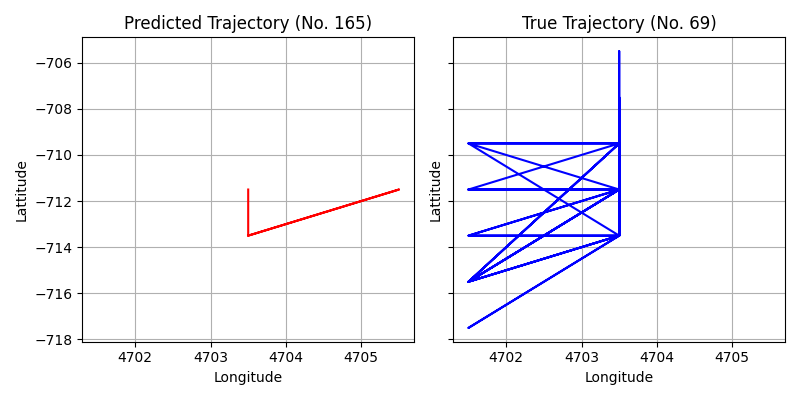 Predicted Trajectory (No. 165)
True Trajectory (No. 69)
−706
−708
−710
−712
−714
−716
−718
Lattitude
Lattitude
4702
4703
4704
4705
4702
4703
4704
4705
Longitude
Longitude